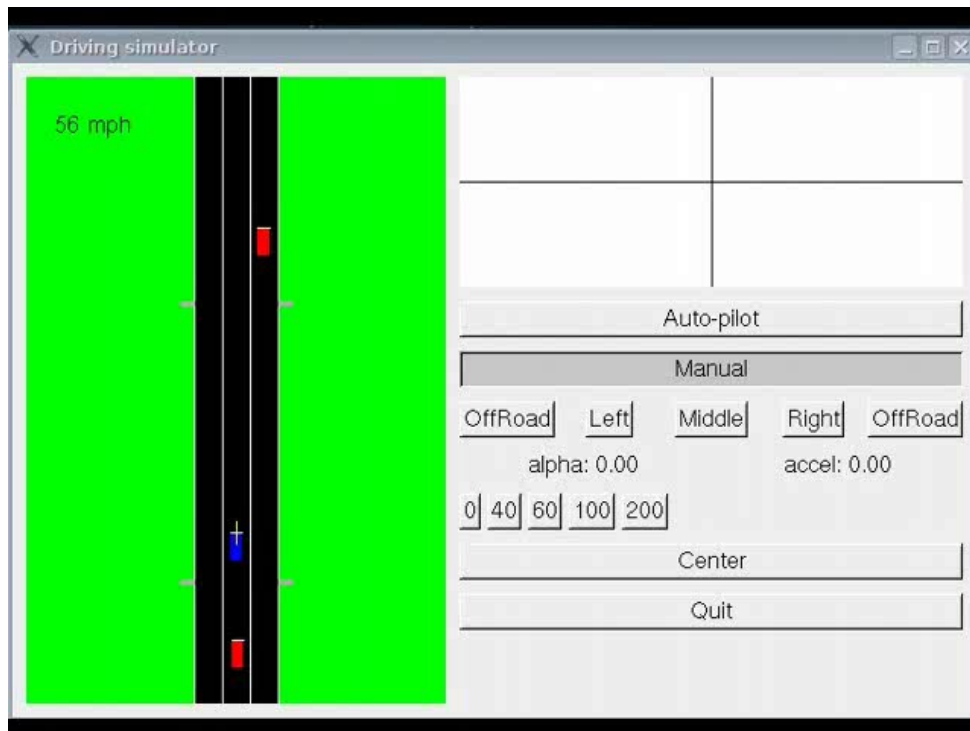 Driving simulator
56 mph
Auto-pilot
Manual
OffRoad Left Middle Right OffRoad
alpha: 0.00 accel: 0.00
0 40 60 100 200
Center
Quit